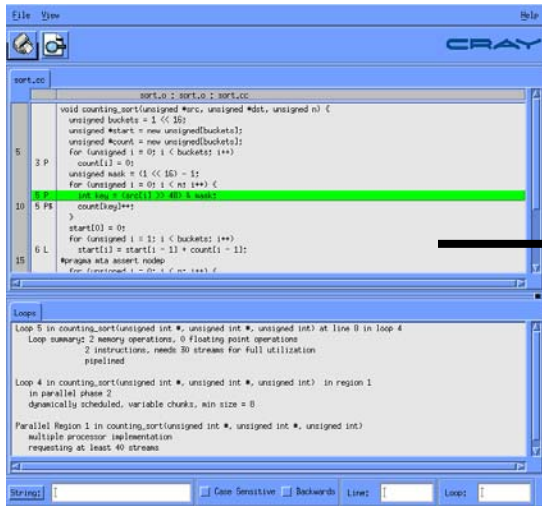 File View Help
CRAY
sort.cc
sort.o : sort.o : sort.cc
void counting_sort(unsigned *src, unsigned *dst, unsigned n) {
unsigned buckets = 1 << 16;
unsigned *start = new unsigned[buckets];
unsigned *count = new unsigned[buckets];
5 for (unsigned i = 0; i < buckets; i++)
3 P count[i] = 0;
unsigned mask = (1 << 16) - 1;
for (unsigned i = 0; i < n; i++) {
5 P int key = (src[i] >> 48) & mask;
10 5 P$ count[key]++;
}
start[0] = 0;
for (unsigned i = 1; i < buckets; i++)
6 L start[i] = start[i - 1] + count[i - 1];
15 #pragma mta assert nodep
for (unsigned i = 0; i < n; i++) {
Loops
Loop 5 in counting_sort(unsigned int *, unsigned int *, unsigned int) at line 8 in loop 4
Loop summary: 2 memory operations, 0 floating point operations
2 instructions, needs 30 streams for full utilization
pipelined
Loop 4 in counting_sort(unsigned int *, unsigned int *, unsigned int) in region 1
in parallel phase 2
dynamically scheduled, variable chunks, min size = 8
Parallel Region 1 in counting_sort(unsigned int *, unsigned int *, unsigned int)
multiple processor implementation
requesting at least 40 streams
String: Case Sensitive Backwards Line: Loop: